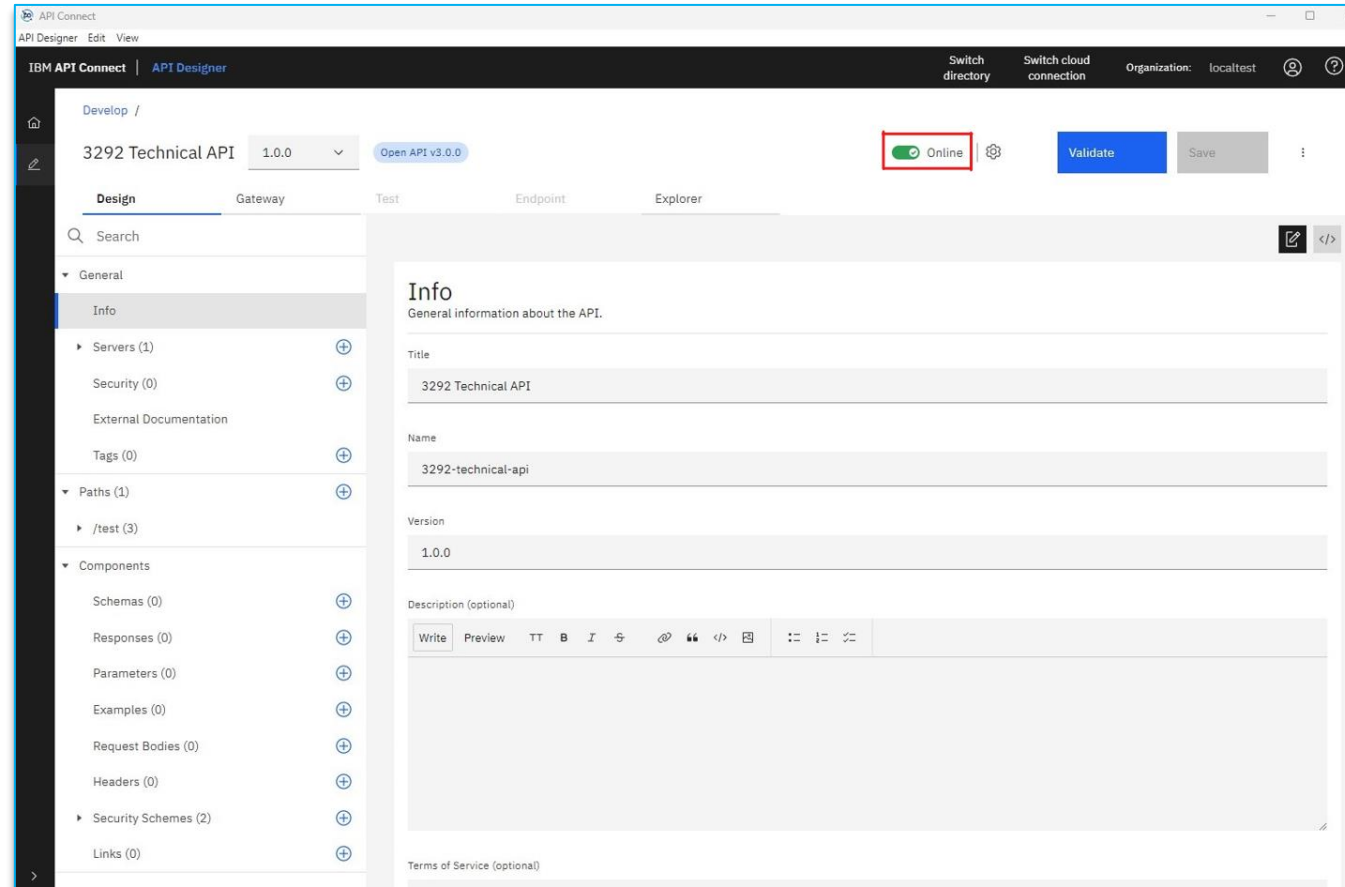 API Connect
API Designer Edit View
IBM API Connect | API Designer
Switch directory
Switch cloud connection
Organization: localtest
Develop /
3292 Technical API 1.0.0 Open API v3.0.0 Online Validate Save
Design Gateway Test Endpoint Explorer
Search
General
Info
Servers (1)
Security (0)
External Documentation
Tags (0)
Paths (1)
/test (3)
Components
Schemas (0)
Responses (0)
Parameters (0)
Examples (0)
Request Bodies (0)
Headers (0)
Security Schemes (2)
Links (0)
Info
General information about the API.
Title
3292 Technical API
Name
3292-technical-api
Version
1.0.0
Description (optional)
Write Preview TT B I S
Terms of Service (optional)